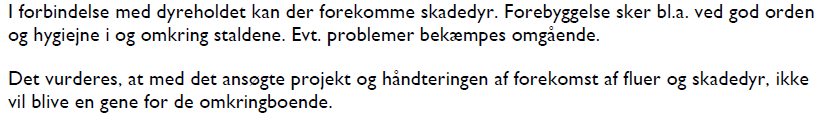 I forbindelse med dyreholdet kan der forekomme skadedyr. Forebyggelse sker bl.a. ved god orden
og hygiejne i og omkring staldene. Evt. problemer bekæmpes omgående.
Det vurderes, at med det ansøgte projekt og håndteringen af forekomst af fluer og skadedyr, ikke
vil blive en gene for de omkringboende.